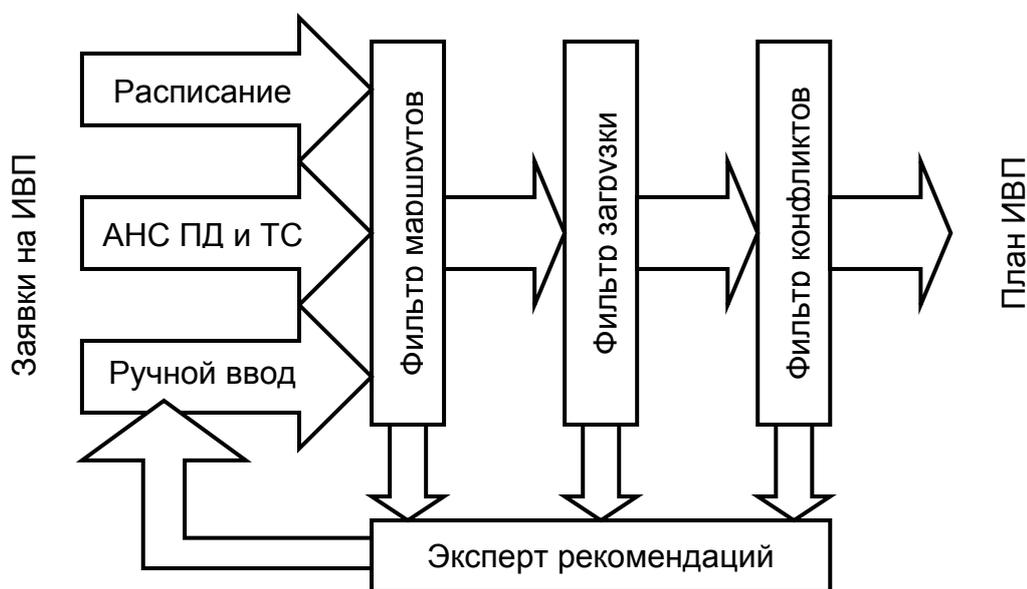 Заявки на ИВП
Расписание
АНС ПД и ТС
Ручной ввод
Фильтр маршрутов
Фильтр загрузки
Фильтр конфликтов
План ИВП
Эксперт рекомендаций